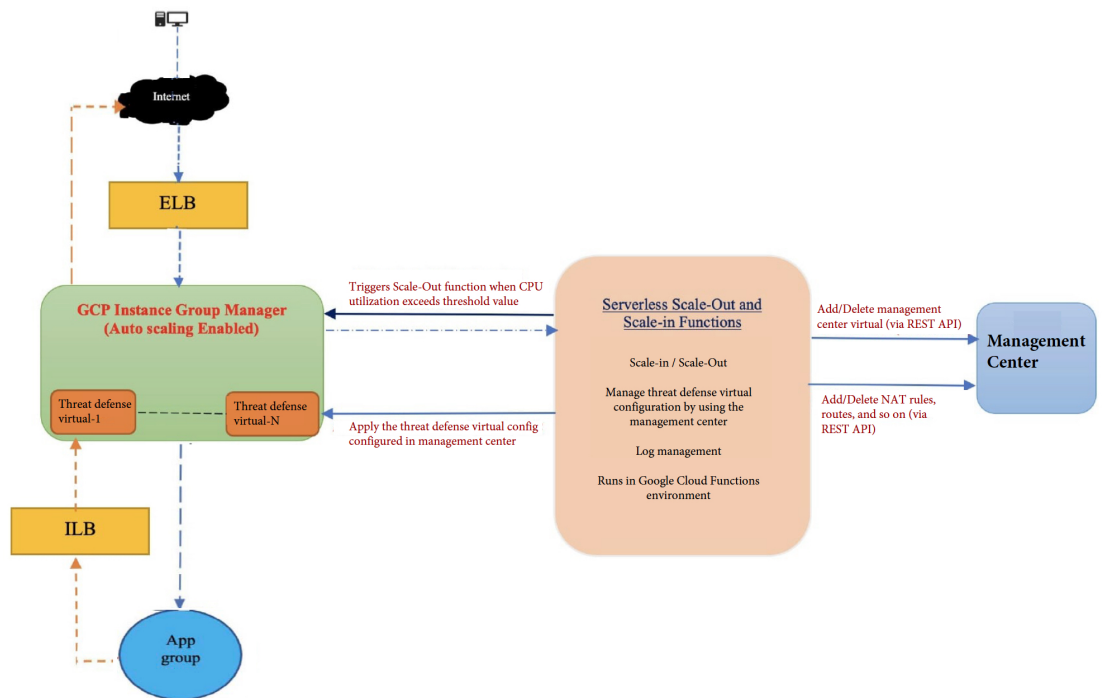 Internet
ELB
GCP Instance Group Manager
(Auto scaling Enabled)
Threat defense
virtual-1
Threat defense
virtual-N
ILB
App
group
Triggers Scale-Out function when CPU
utilization exceeds threshold value
Apply the threat defense virtual config
configured in management center
Serverless Scale-Out and
Scale-in Functions
Scale-in / Scale-Out
Manage threat defense virtual
configuration by using the
management center
Log management
Runs in Google Cloud Functions
environment
Add/Delete management
center virtual (via REST API)
Add/Delete NAT rules,
routes, and so on (via
REST API)
Management
Center